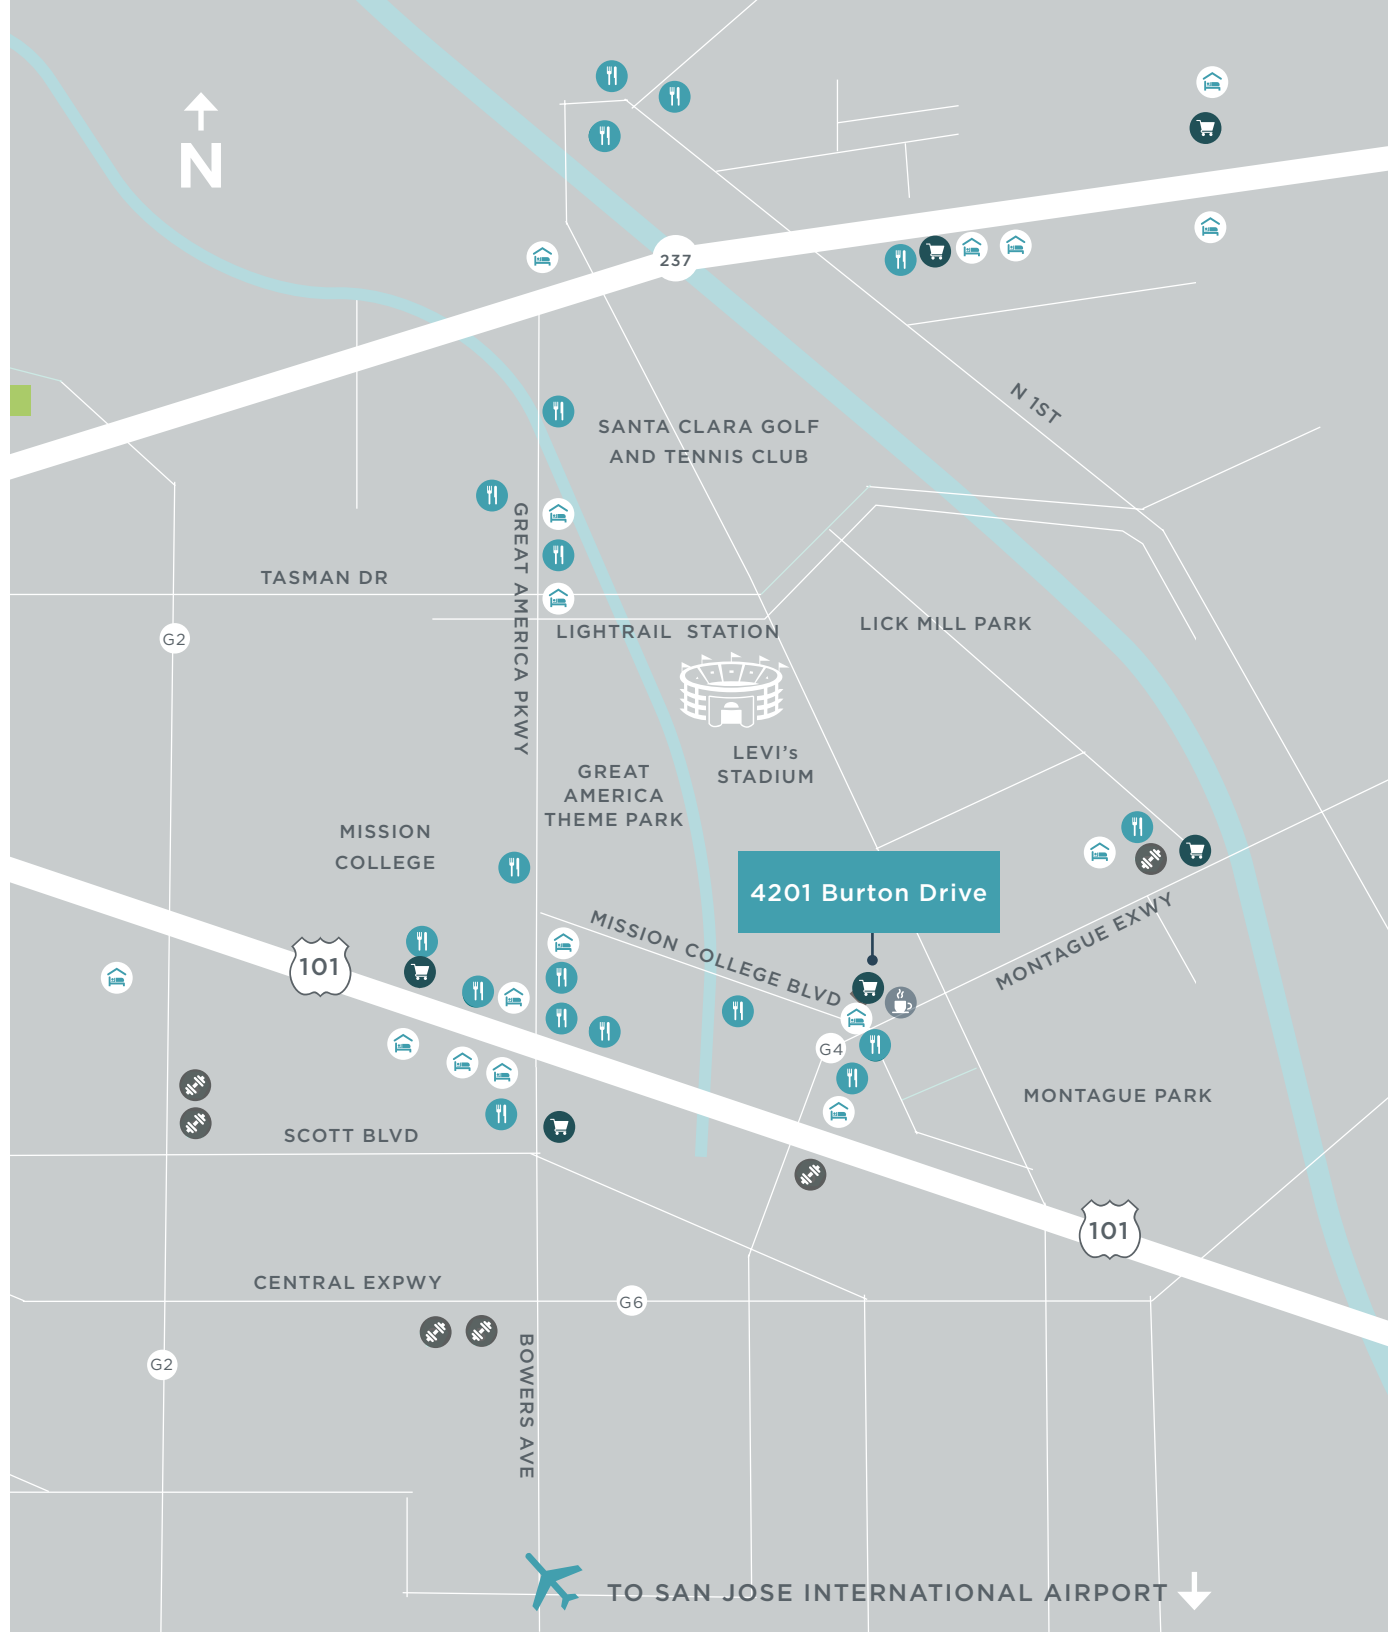 N
237
N 1ST
SANTA CLARA GOLF
AND TENNIS CLUB
GREAT AMERICA PKWY
TASMAN DR
LIGHTRAIL STATION
LICK MILL PARK
G2
LEVI's
STADIUM
GREAT
AMERICA
THEME PARK
MISSION
COLLEGE
4201 Burton Drive
MISSION COLLEGE BLVD
MONTAGUE EXWY
101
G4
MONTAGUE PARK
SCOTT BLVD
101
CENTRAL EXPWY
G6
G2
BOWERS AVE
TO SAN JOSE INTERNATIONAL AIRPORT